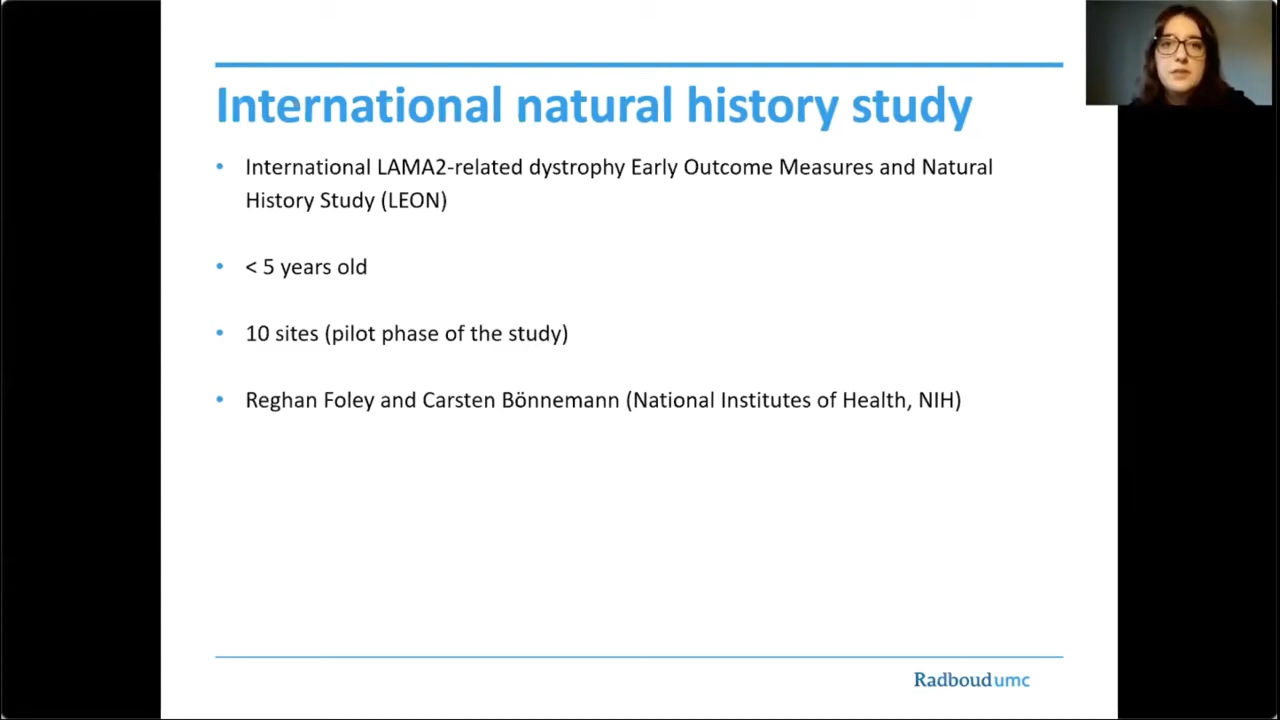 International natural history study
• International LAMA2-related dystrophy Early Outcome Measures and Natural
History Study (LEON)
• < 5 years old
• 10 sites (pilot phase of the study)
• Reghan Foley and Carsten Bönnemann (National Institutes of Health, NIH)
Radboudumc